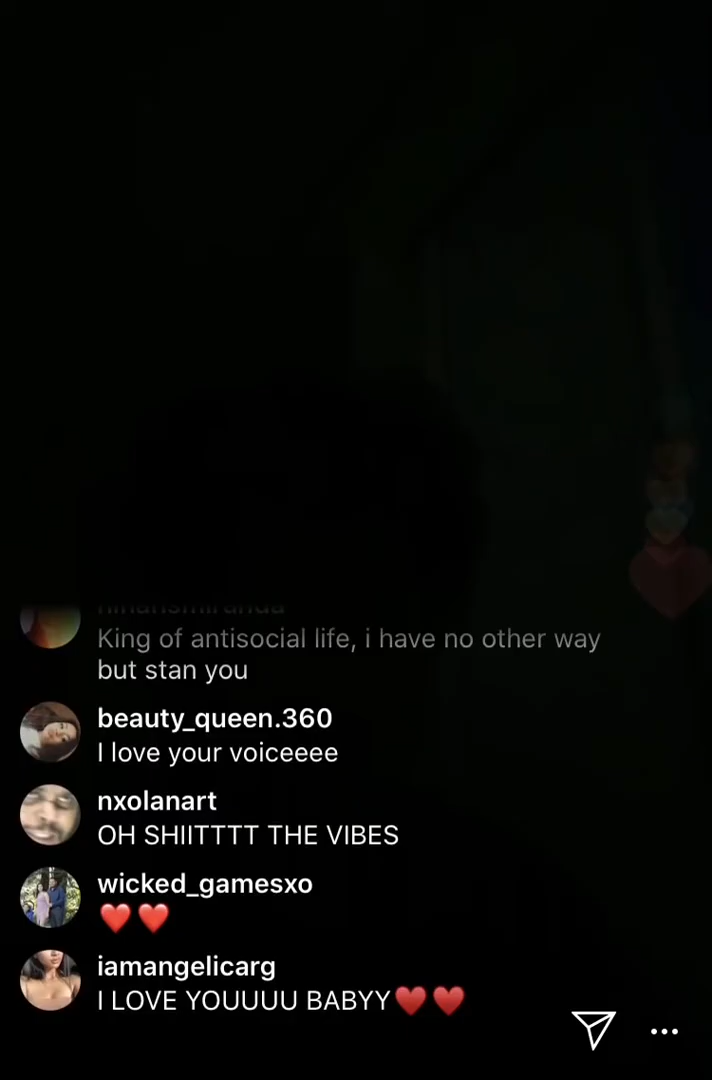 King of antisocial life, i have no other way
but stan you
beauty_queen.360
I love your voiceeee
nxolanart
OH SHIITTTT THE VIBES
wicked_gamesxo
❤️❤️
iamangelicarg
I LOVE YOUUUU BABYY❤️❤️